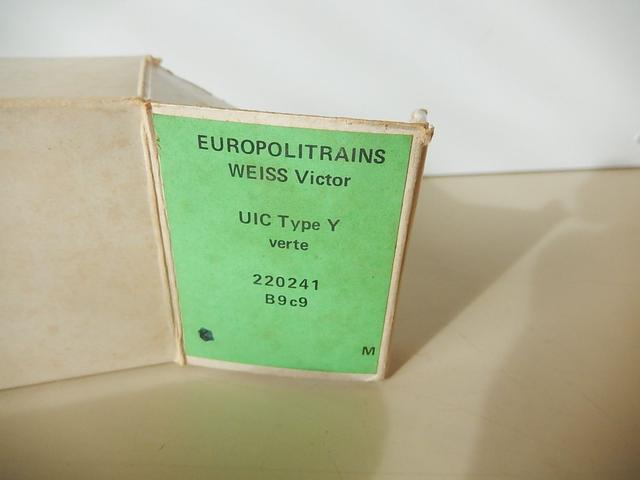 EUROPOLITRAINS
WEISS Victor
UIC Type Y
verte
220241
B9c9
M